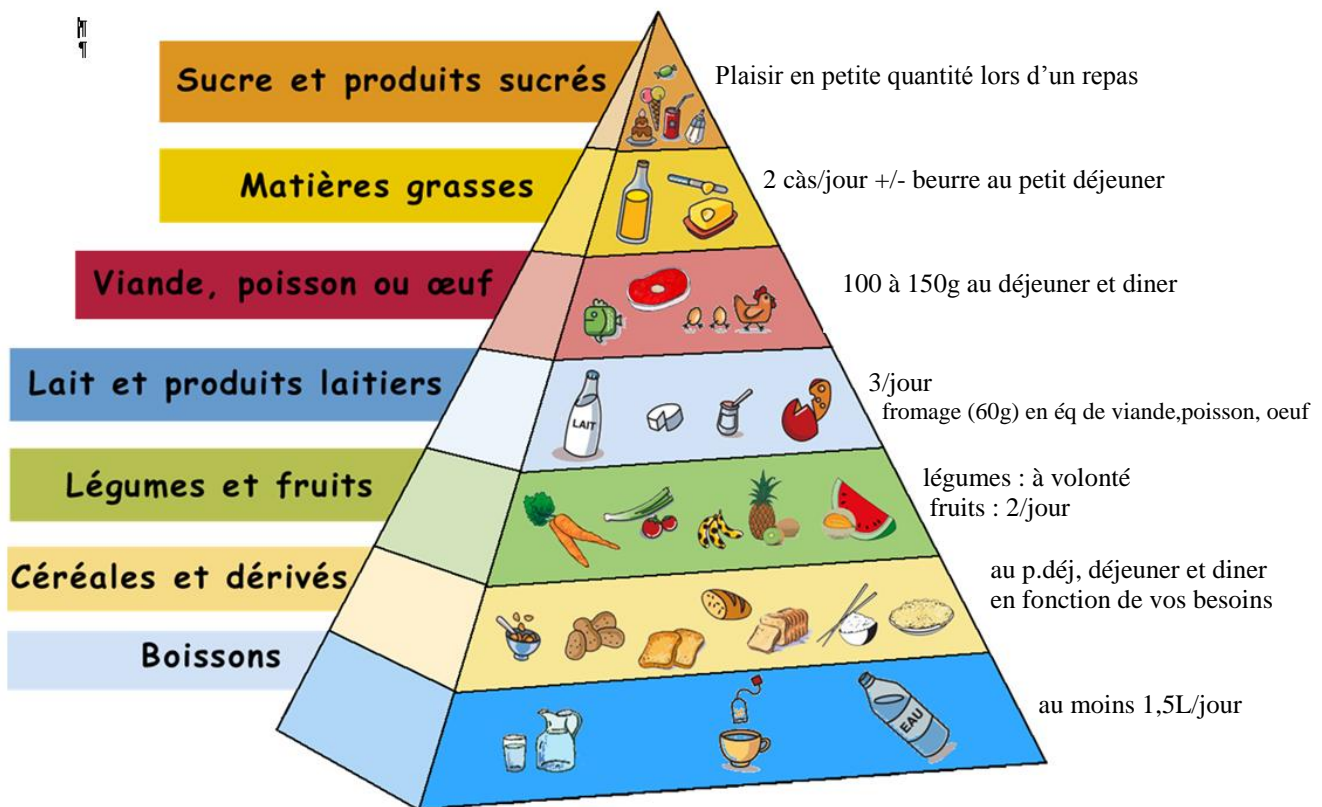 ¶
¶
Sucre et produits sucrés
Plaisir en petite quantité lors d’un repas
Matières grasses
2 càs/jour +/- beurre au petit déjeuner
Viande, poisson ou œuf
100 à 150g au déjeuner et diner
Lait et produits laitiers
3/jour
fromage (60g) en éq de viande,poisson, oeuf
LAIT
Légumes et fruits
légumes : à volonté
fruits : 2/jour
Céréales et dérivés
au p.déj, déjeuner et diner
en fonction de vos besoins
Boissons
au moins 1,5L/jour
EAU